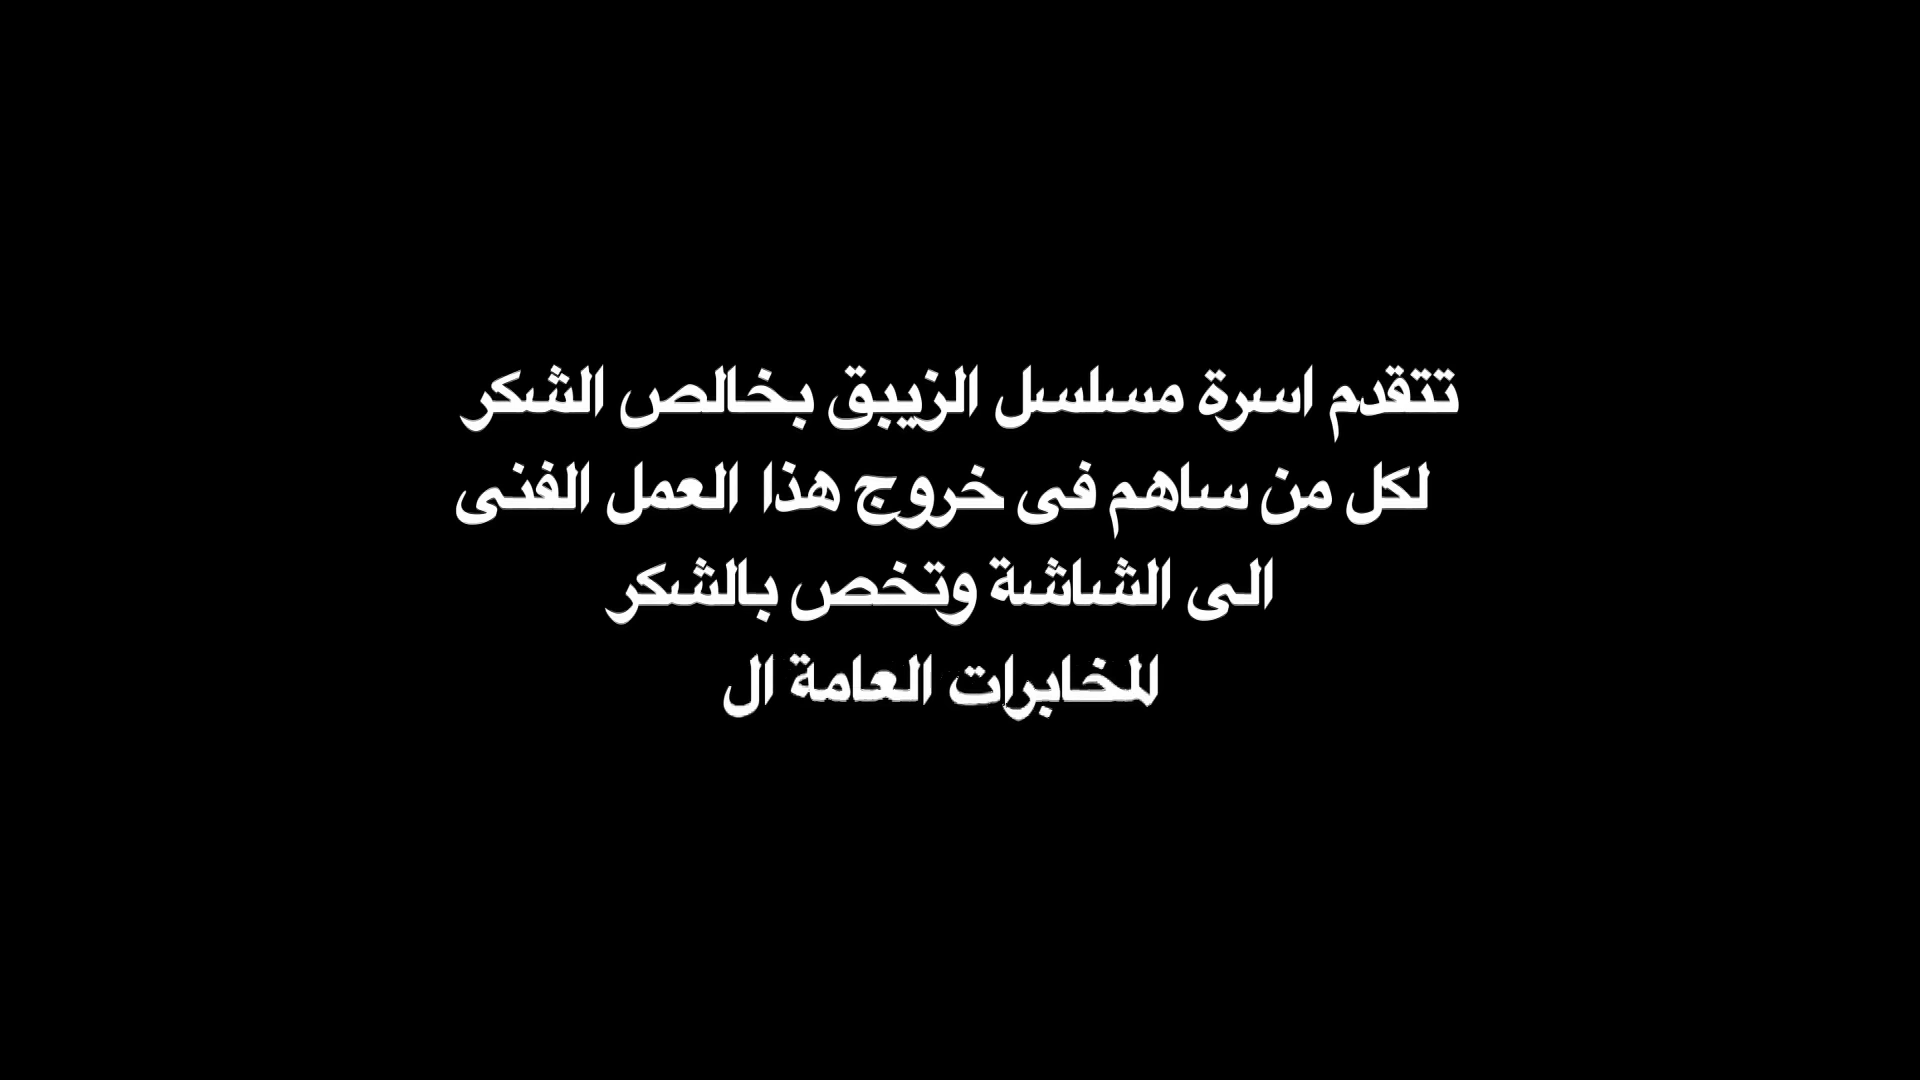 تتقدم اسرة مسلسل الزيبق بخالص الشكر
لكل من ساهم فى خروج هذا العمل الفنى
الى الشاشة وتخص بالشكر
للمخابرات العامة ال